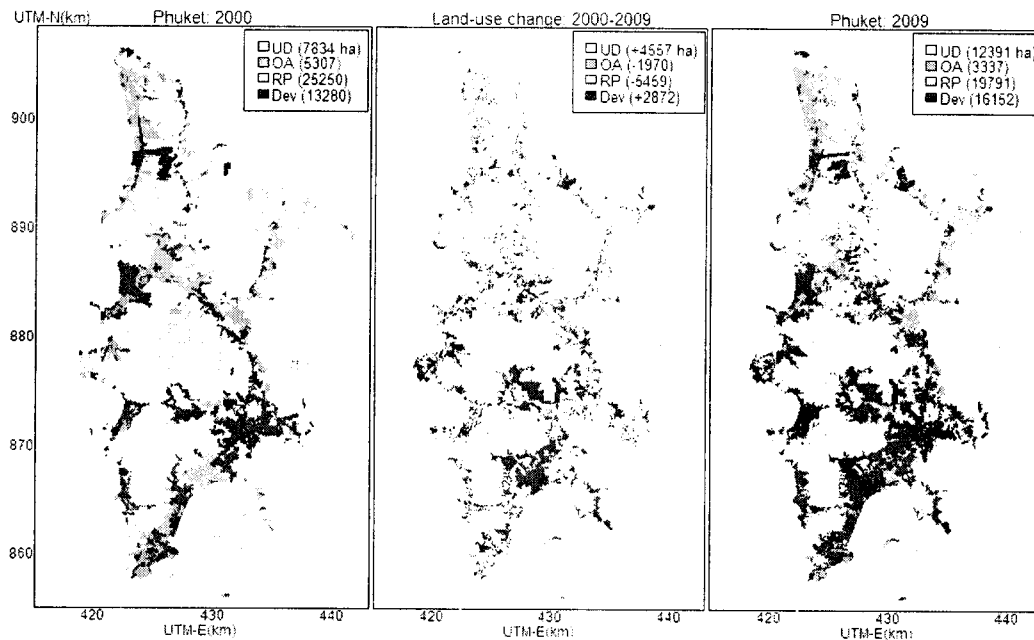 UTM-N(km)
Phuket: 2000
Land-use change: 2000-2009
Phuket: 2009
UD (7834 ha)
OA (5307)
RP (25250)
Dev (13280)
UD (+4557 ha)
OA (-1970)
RP (-5459)
Dev (+2872)
UD (12391 ha)
OA (3337)
RP (19791)
Dev (16152)
900
890
880
870
860
420 430 440
UTM-E(km)
420 430 440
UTM-E(km)
420 430 440
UTM-E(km)